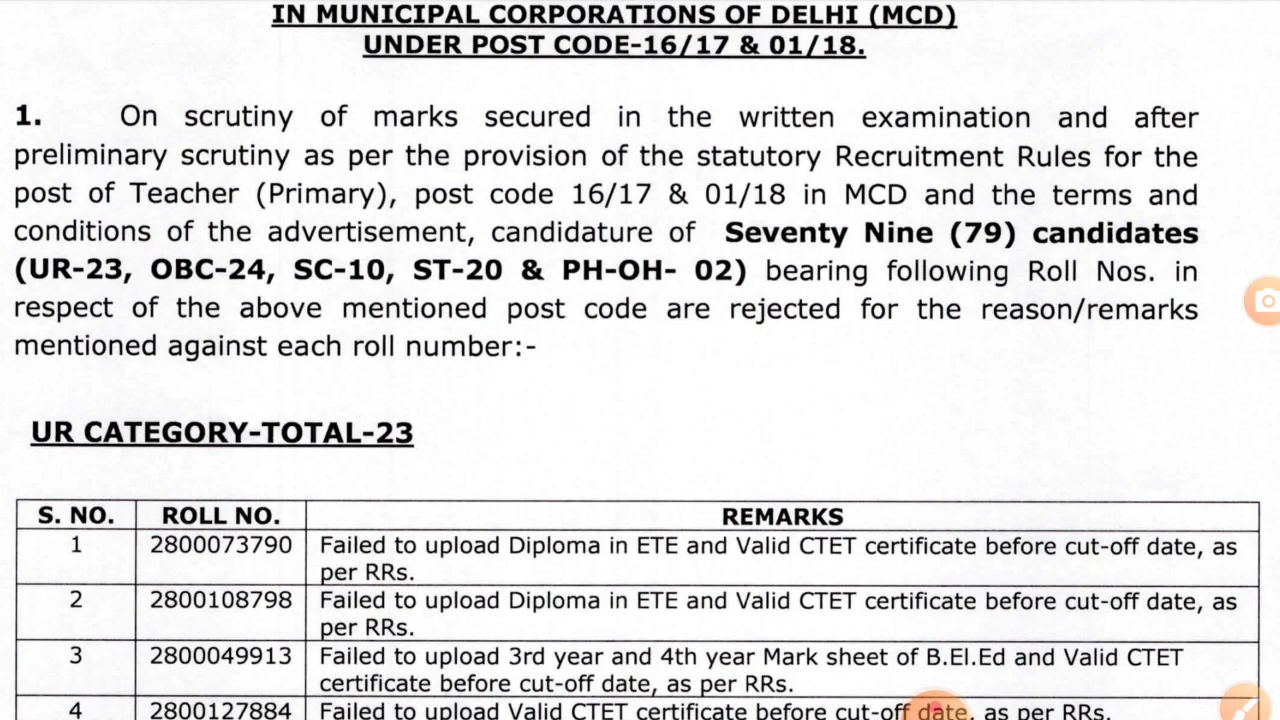 IN MUNICIPAL CORPORATIONS OF DELHI (MCD)
UNDER POST CODE-16/17 & 01/18.
1. On scrutiny of marks secured in the written examination and after
preliminary scrutiny as per the provision of the statutory Recruitment Rules for the
post of Teacher (Primary), post code 16/17 & 01/18 in MCD and the terms and
conditions of the advertisement, candidature of Seventy Nine (79) candidates
(UR-23, OBC-24, SC-10, ST-20 & PH-OH- 02) bearing following Roll Nos. in
respect of the above mentioned post code are rejected for the reason/remarks
mentioned against each roll number:-
UR CATEGORY-TOTAL-23
S. NO. ROLL NO. REMARKS
1 2800073790 Failed to upload Diploma in ETE and Valid CTET certificate before cut-off date, as
per RRs.
2 2800108798 Failed to upload Diploma in ETE and Valid CTET certificate before cut-off date, as
per RRs.
3 2800049913 Failed to upload 3rd year and 4th year Mark sheet of B.El.Ed and Valid CTET
certificate before cut-off date, as per RRs.
4 2800127884 Failed to upload Valid CTET certificate before cut-off date, as per RRs.